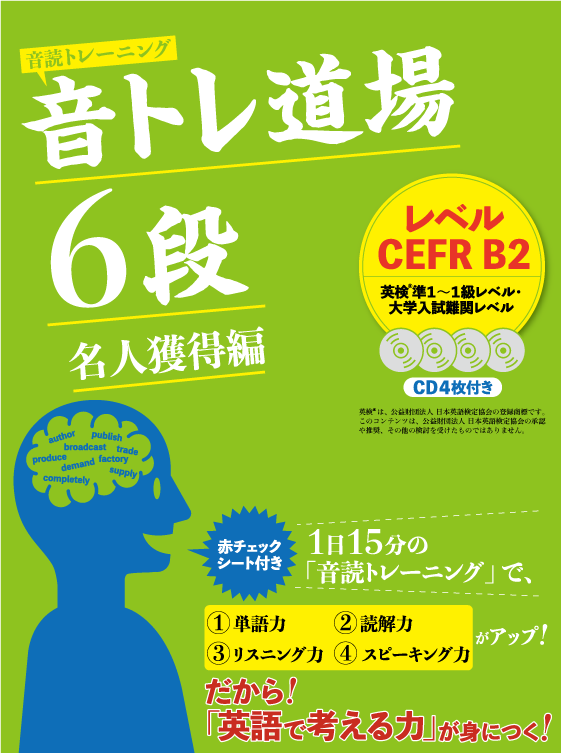 音読トレーニング
音トレ道場
6段
名人獲得編
レベル
CEFR B2
英検®準1〜1級レベル・
大学入試難関レベル
CD4枚付き
英検®は、公益財団法人 日本英語検定協会の登録商標です。
このコンテンツは、公益財団法人 日本英語検定協会の承認
や推奨、その他の検討を受けたものではありません。
author publish
broadcast trade
produce demand factory
supply
completely
赤チェック
シート付き
1日15分の
「音読トレーニング」で、
①単語力 ②読解力
③リスニング力 ④スピーキング力
がアップ!
だから!
「英語で考える力」が身につく!